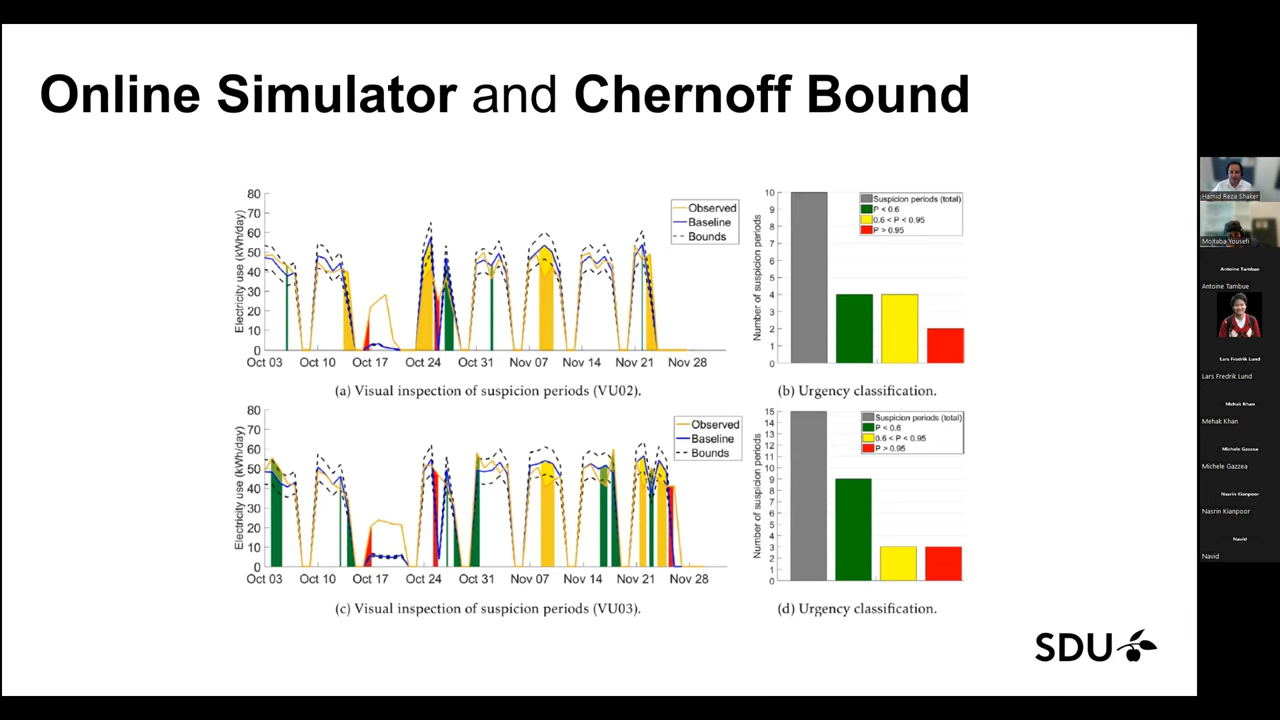 Online Simulator and Chernoff Bound
80
70
60
50
40
30
20
10
0
Electricity use (kWh/day)
Oct 03 Oct 10 Oct 17 Oct 24 Oct 31 Nov 07 Nov 14 Nov 21 Nov 28
Observed
Baseline
Bounds
(a) Visual inspection of suspicion periods (VU02).
10
9
8
7
6
5
4
3
2
1
0
Number of suspicion periods
Suspicion periods (total)
P < 0.6
0.6 < P < 0.95
P > 0.95
(b) Urgency classification.
80
70
60
50
40
30
20
10
0
Electricity use (kWh/day)
Oct 03 Oct 10 Oct 17 Oct 24 Oct 31 Nov 07 Nov 14 Nov 21 Nov 28
Observed
Baseline
Bounds
(c) Visual inspection of suspicion periods (VU03).
15
14
13
12
11
10
9
8
7
6
5
4
3
2
1
0
Number of suspicion periods
Suspicion periods (total)
P < 0.6
0.6 < P < 0.95
P > 0.95
(d) Urgency classification.
SDU
Hamid Reza Shaker
Mojtaba Yousefi
Antoine Tambue
Antoine Tambue
Lars Fredrik Lund
Lars Fredrik Lund
Mehak Khan
Mehak Khan
Michele Gazzea
Michele Gazzea
Nasrin Kianpoor
Nasrin Kianpoor
Navid
Navid